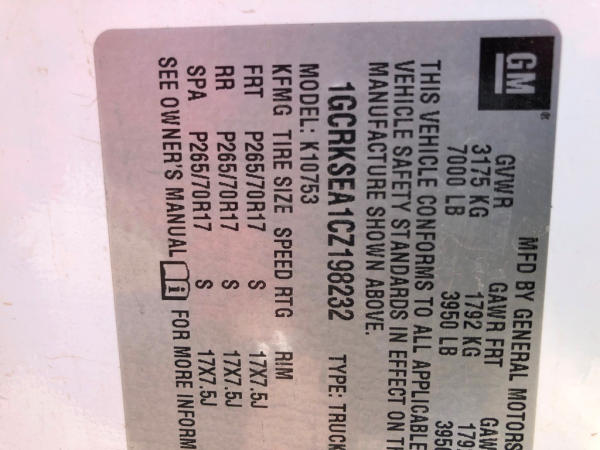 GM®
MFD BY GENERAL MOTORS
GVWR GAWR FRT GAW
3175 KG 1792 KG 179
7000 LB 3950 LB 395
THIS VEHICLE CONFORMS TO ALL APPLICABLE
VEHICLE SAFETY STANDARDS IN EFFECT ON TH
MANUFACTURE SHOWN ABOVE.
1GCRKSEA1CZ198232 TYPE: TRUCK
MODEL: K10753
KFMG TIRE SIZE SPEED RTG RIM
FRT P265/70R17 S 17X7.5J
RR P265/70R17 S 17X7.5J
SPA P265/70R17 S 17X7.5J
SEE OWNER'S MANUAL i FOR MORE INFORM